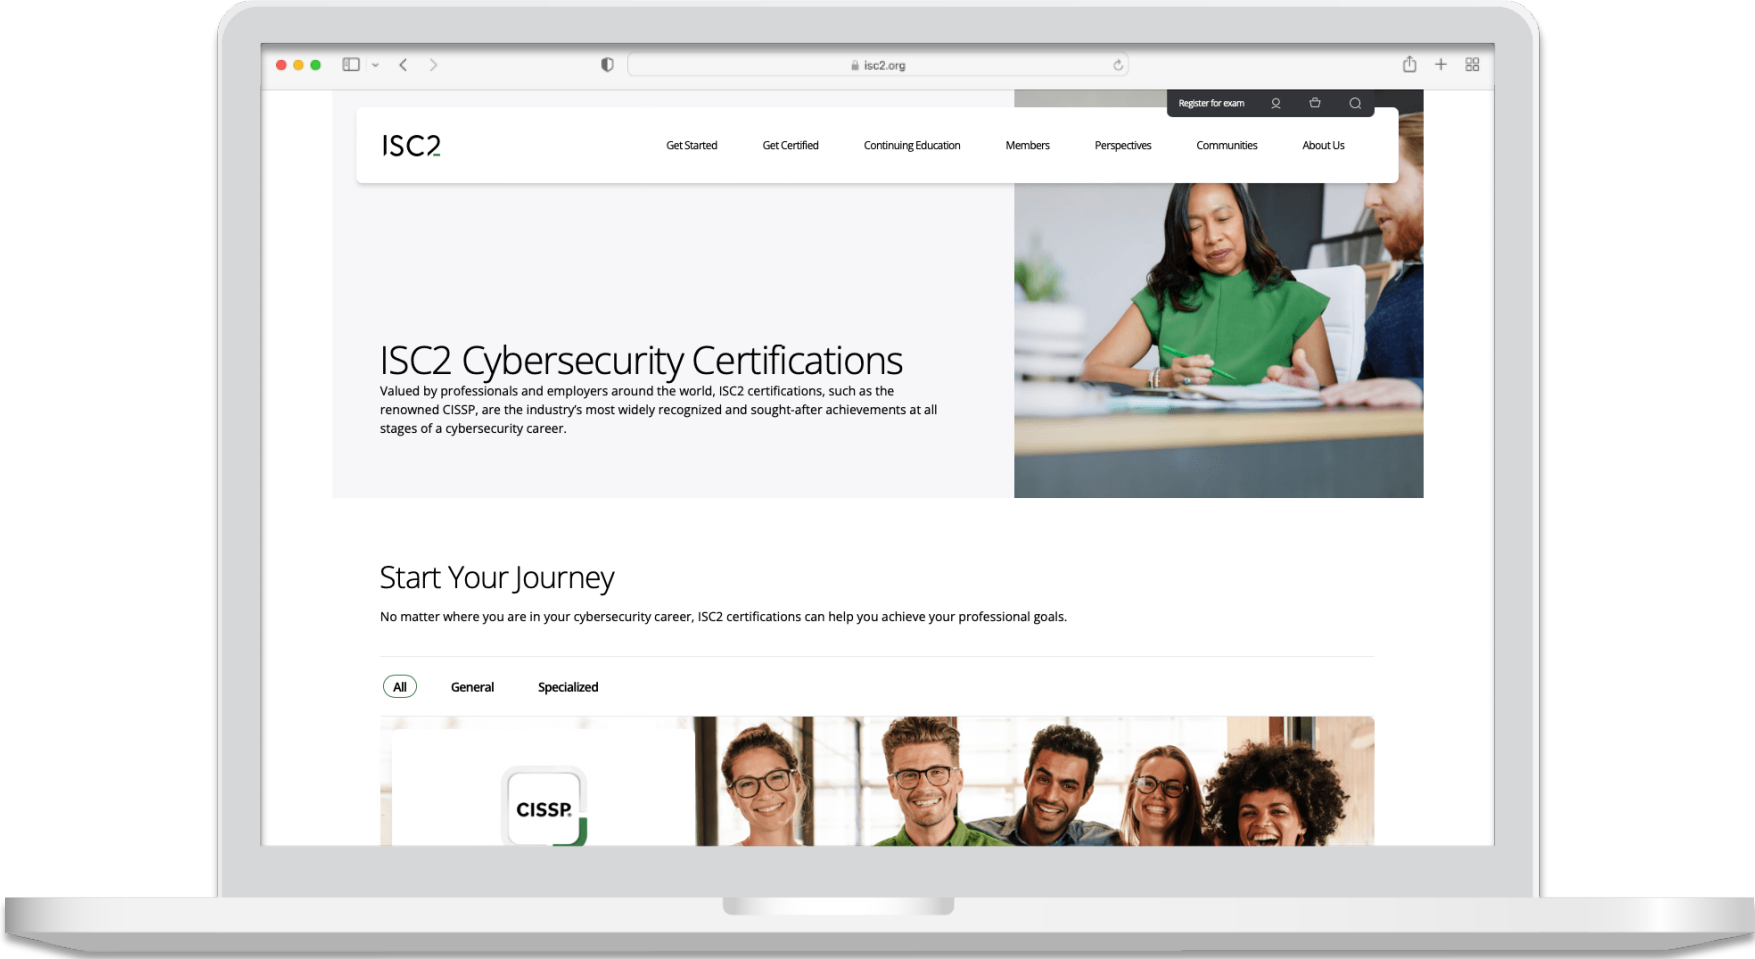 isc2.org
Register for exam
ISC2
Get Started Get Certified Continuing Education Members Perspectives Communities About Us
ISC2 Cybersecurity Certifications
Valued by professionals and employers around the world, ISC2 certifications, such as the
renowned CISSP, are the industry’s most widely recognized and sought-after achievements at all
stages of a cybersecurity career.
Start Your Journey
No matter where you are in your cybersecurity career, ISC2 certifications can help you achieve your professional goals.
All General Specialized
CISSP®